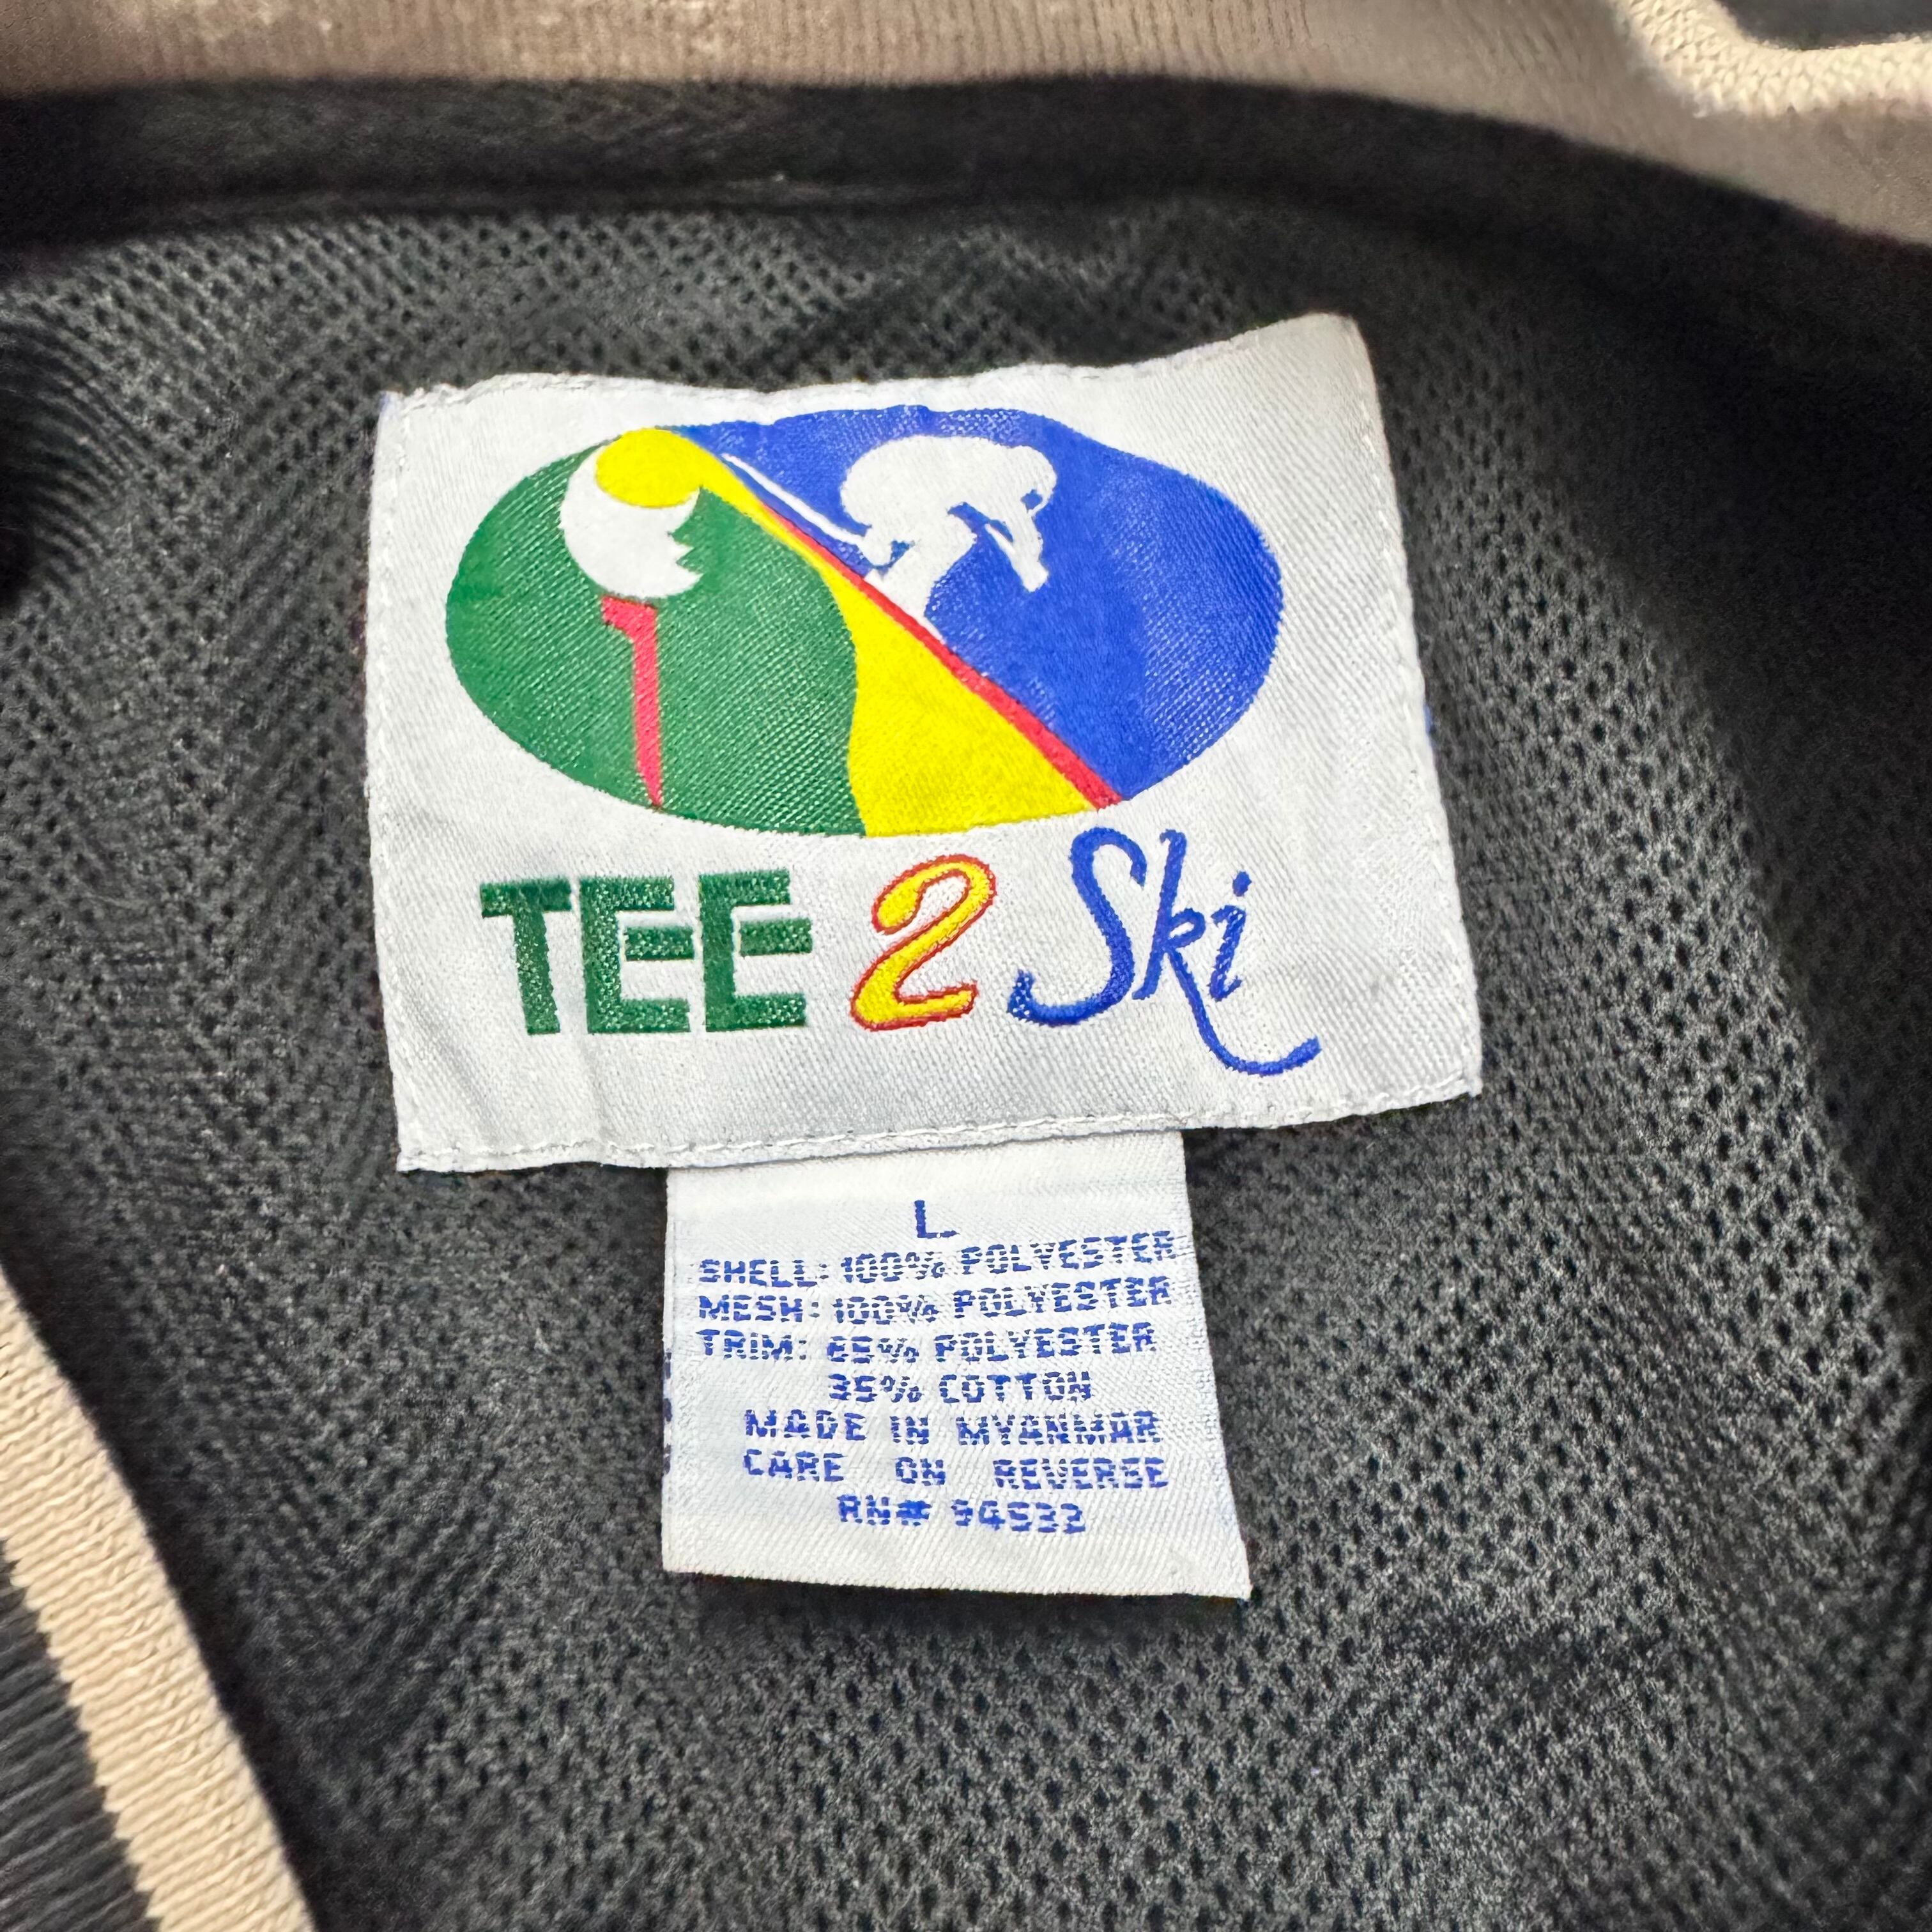 TEE 2 Ski
L
SHELL: 100% POLYESTER
MESH: 100% POLYESTER
TRIM: 65% POLYESTER
35% COTTON
MADE IN MYANMAR
CARE ON REVERSE
RN# 94532